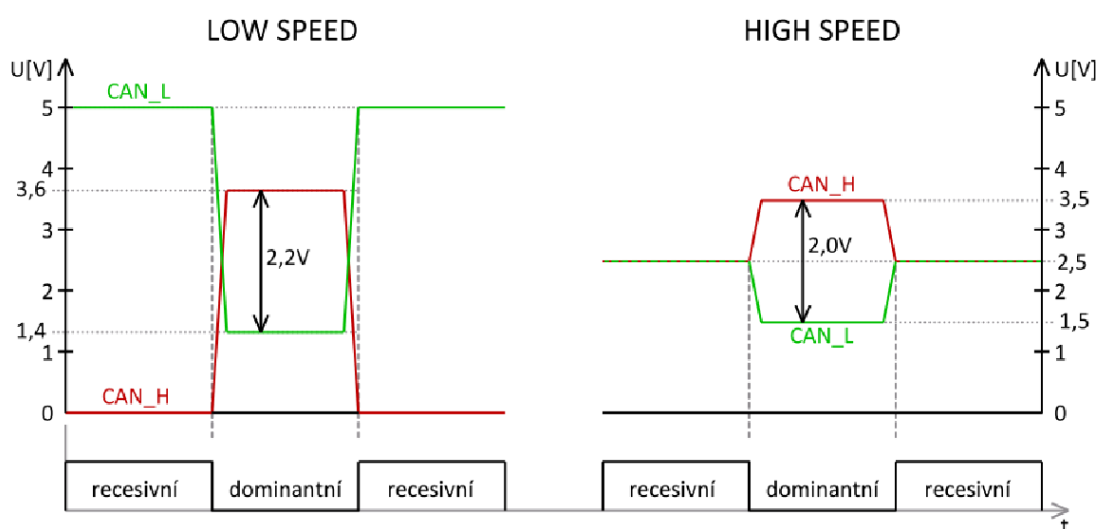 LOW SPEED
U[V]
CAN_L
5
4
3,6
3
2,2V
2
1,4
1
CAN_H
0
recesivní dominantní recesivní
HIGH SPEED
U[V]
5
4
CAN_H
3,5
3
2,0V
2,5
2
1,5
CAN_L
1
0
recesivní dominantní recesivní
t